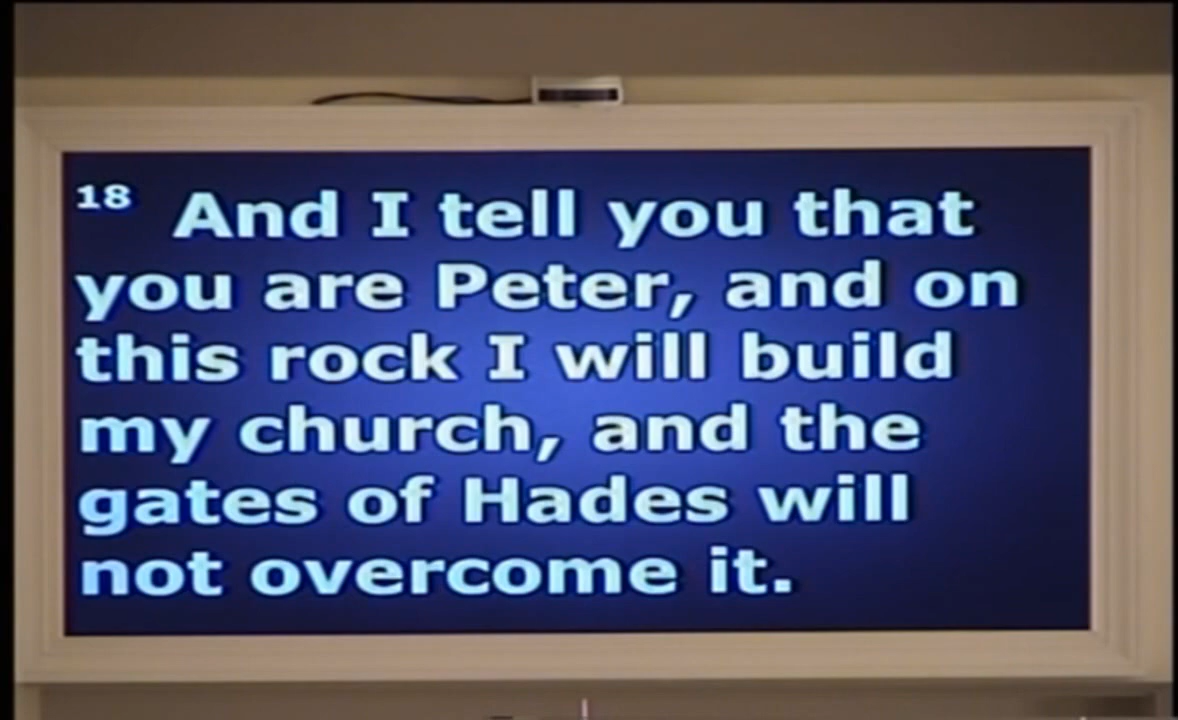 18 And I tell you that
you are Peter, and on
this rock I will build
my church, and the
gates of Hades will
not overcome it.